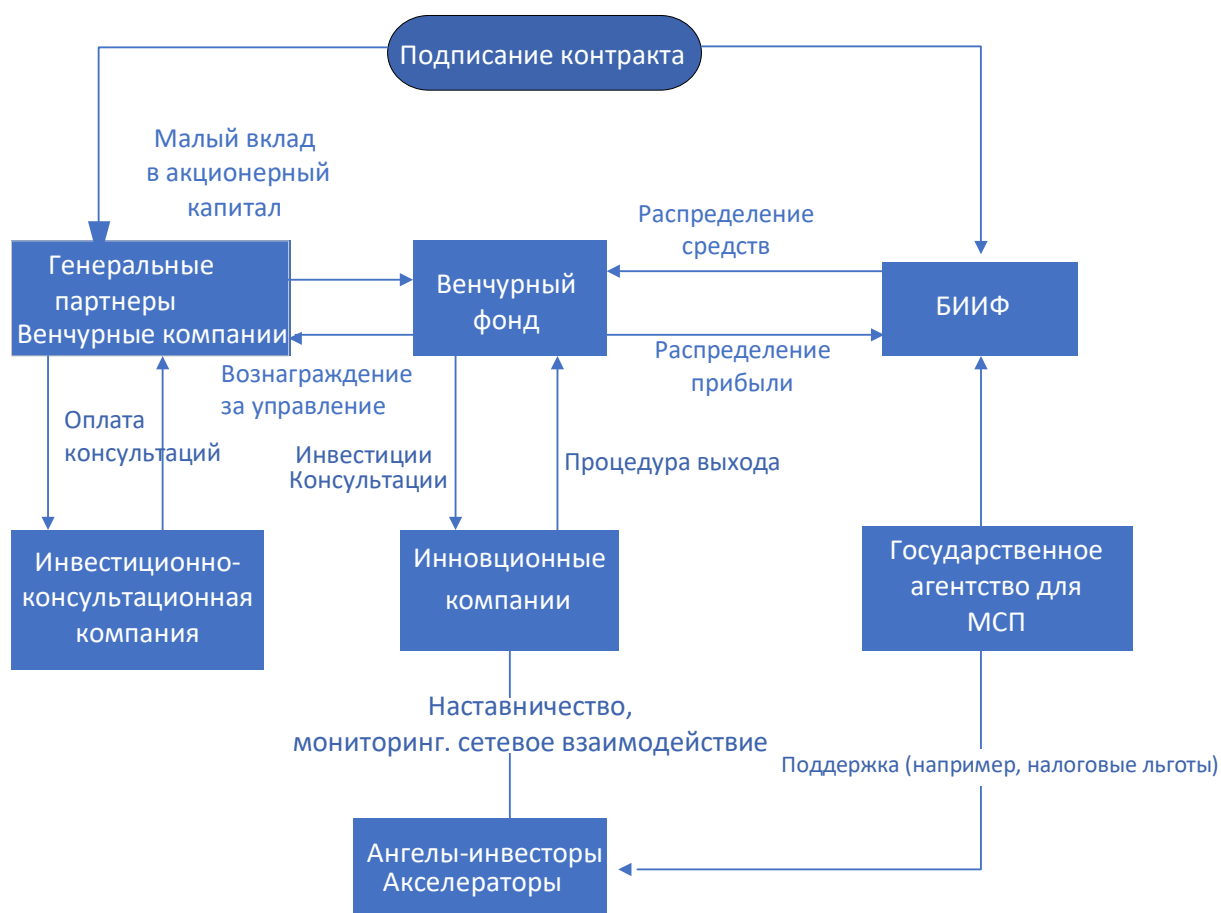 Подписание контракта
Малый вклад
в акционерный
капитал
Распределение
средств
Генеральные
партнеры
Венчурные компании
Венчурный
фонд
БИИФ
Вознаграждение
за управление
Распределение
прибыли
Оплата
консультаций
Инвестиции
Консультации
Процедура выхода
Инвестиционно-
консультационная
компания
Инновционные
компании
Государственное
агентство для
МСП
Наставничество,
мониторинг. сетевое взаимодействие
Поддержка (например, налоговые льготы)
Ангелы-инвесторы
Акселераторы